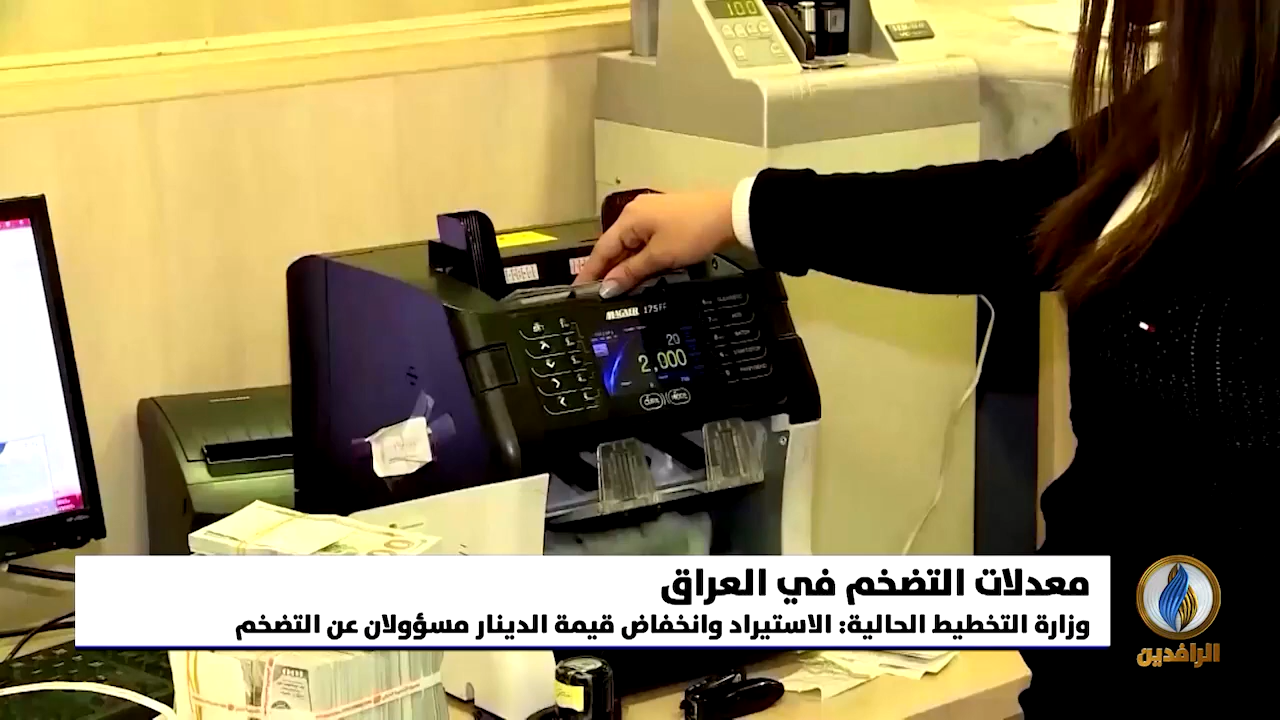 100
MAGNER 175F
20
2,000
معدلات التضخم في العراق
وزارة التخطيط الحالية: الاستيراد وانخفاض قيمة الدينار مسؤولان عن التضخم
الرافدين